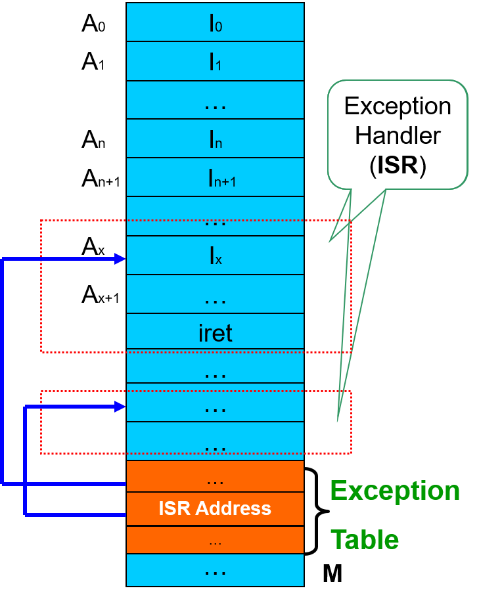 A0 I0
A1 I1
...
An In
An+1 In+1
...
Ax Ix
Ax+1 ...
iret
...
...
...
...
ISR Address
...
...
Exception
Handler
(ISR)
Exception
Table
M